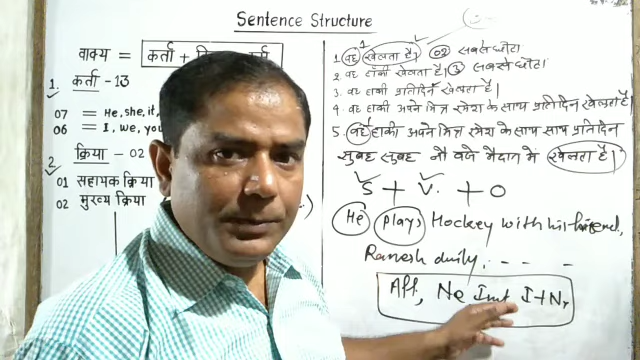 Sentence Structure
वाक्य = कर्ता +
1. कर्ता - 13
07 = He, she, it,
06 = I, we, you
2. क्रिया - 02
01 सहायक क्रिया
02 मुख्य क्रिया
1. वह खेलता है। 02 सबसे छोटा
2. वह हॉकी खेलता है। 3 सबसे छोटा
3. वह हाकी प्रतिदिन खेलता है।
4. वह हाकी अपने मित्र रमेश के साथ प्रतिदिन खेलता है।
5. वह हाकी अपने मित्र रमेश के साथ साथ प्रतिदिन
सुबह सुबह नौ बजे मैदान में खेलता है।
S + V. + O
He plays Hockey with his friend,
Ramesh daily, - - - -
Aff, Ne Int I + N